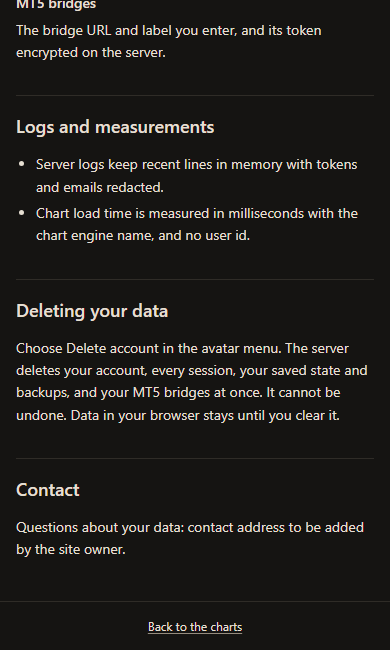 MT5 bridges
The bridge URL and label you enter, and its token
encrypted on the server.
Logs and measurements
Server logs keep recent lines in memory with tokens
and emails redacted.
Chart load time is measured in milliseconds with the
chart engine name, and no user id.
Deleting your data
Choose Delete account in the avatar menu. The server
deletes your account, every session, your saved state and
backups, and your MT5 bridges at once. It cannot be
undone. Data in your browser stays until you clear it.
Contact
Questions about your data: contact address to be added
by the site owner.
Back to the charts